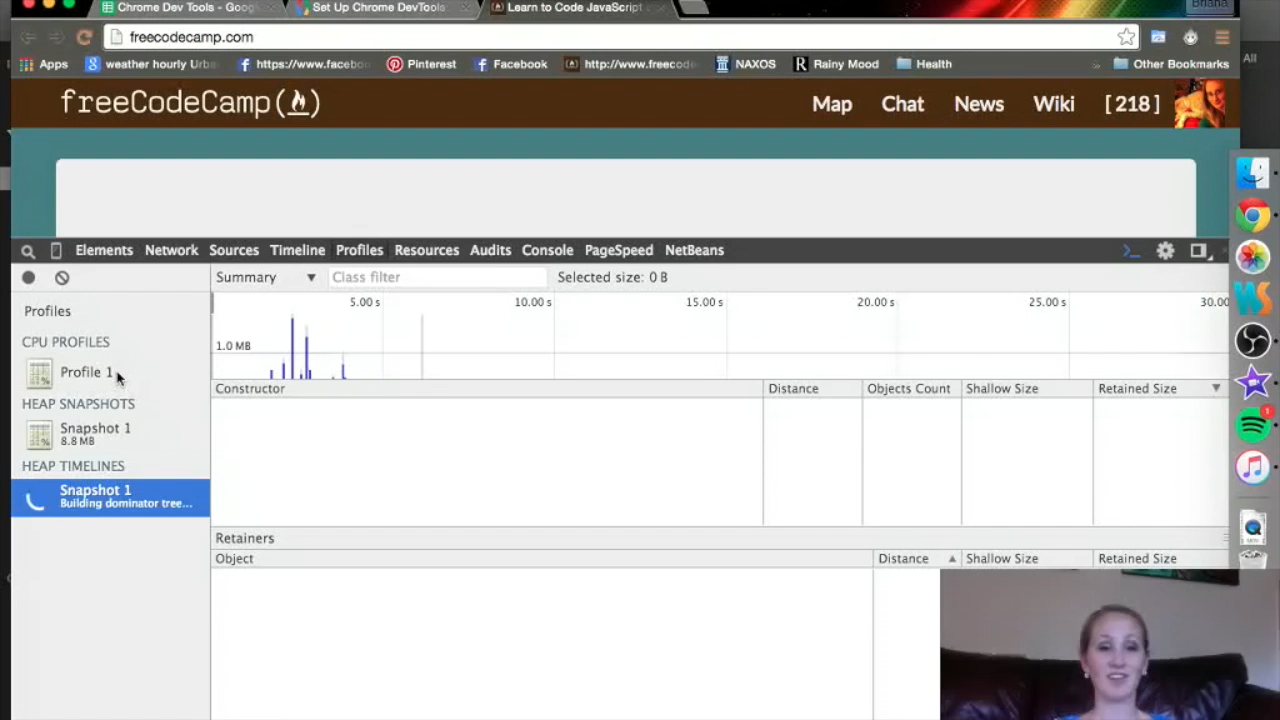 Chrome Dev Tools - Goog
Set Up Chrome DevTools
Learn to Code JavaScript
Briana
freecodecamp.com
Apps
weather hourly Urb
https://www.facebo
Pinterest
Facebook
http://www.freecode
NAXOS
Rainy Mood
Health
»
Other Bookmarks
All
freeCodeCamp( )
Map
Chat
News
Wiki
[ 218 ]
Elements
Network
Sources
Timeline
Profiles
Resources
Audits
Console
PageSpeed
NetBeans
Summary
Class filter
Selected size: 0 B
Profiles
5.00 s
10.00 s
15.00 s
20.00 s
25.00 s
30.00
1.0 MB
CPU PROFILES
Profile 1
HEAP SNAPSHOTS
Snapshot 1
8.8 MB
HEAP TIMELINES
Snapshot 1
Building dominator tree...
Constructor
Distance
Objects Count
Shallow Size
Retained Size
Retainers
Object
Distance
Shallow Size
Retained Size
WS
1